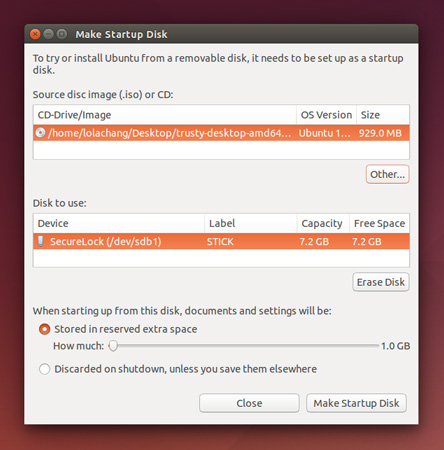 Make Startup Disk
To try or install Ubuntu from a removable disk, it needs to be set up as a startup
disk.
Source disc image (.iso) or CD:
CD-Drive/Image OS Version Size
/home/lolachang/Desktop/trusty-desktop-amd64... Ubuntu 1... 929.0 MB
Other...
Disk to use:
Device Label Capacity Free Space
SecureLock (/dev/sdb1) STICK 7.2 GB 7.2 GB
Erase Disk
When starting up from this disk, documents and settings will be:
Stored in reserved extra space
How much: 1.0 GB
Discarded on shutdown, unless you save them elsewhere
Close Make Startup Disk